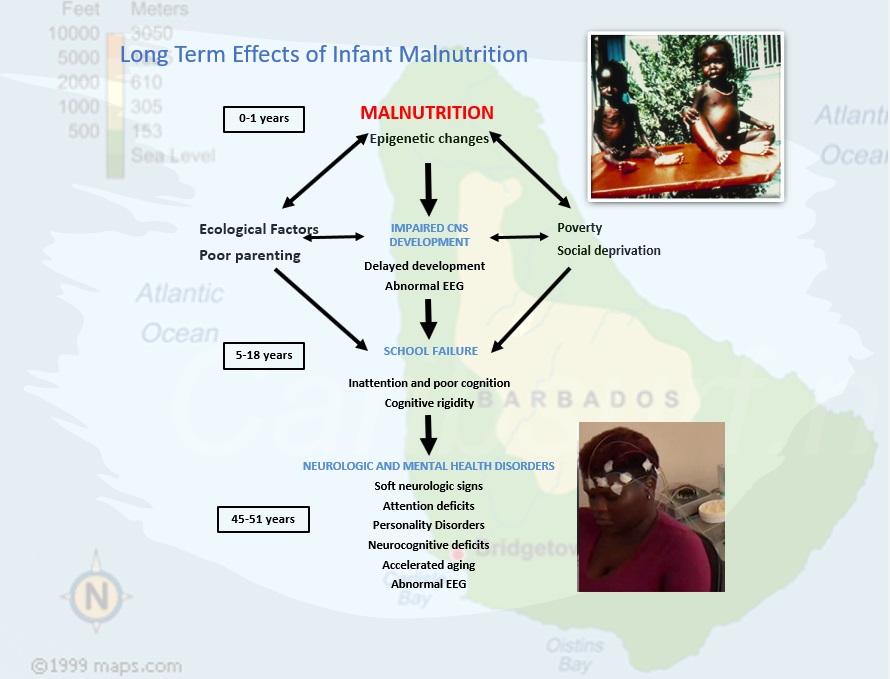 Feet Meters
10000 3050
5000
2000 610
1000 305
500 153
Sea Level
Long Term Effects of Infant Malnutrition
0-1 years
MALNUTRITION
Epigenetic changes
Atlantic
Ocean
Ecological Factors
Poor parenting
IMPAIRED CNS
DEVELOPMENT
Delayed development
Abnormal EEG
Poverty
Social deprivation
Atlantic
Ocean
5-18 years
SCHOOL FAILURE
Inattention and poor cognition
Cognitive rigidity
BARBADOS
NEUROLOGIC AND MENTAL HEALTH DISORDERS
45-51 years
Soft neurologic signs
Attention deficits
Personality Disorders
Neurocognitive deficits
Accelerated aging
Abnormal EEG
Bridgetow
Bay
N
Oistins
Bay
©1999 maps.com